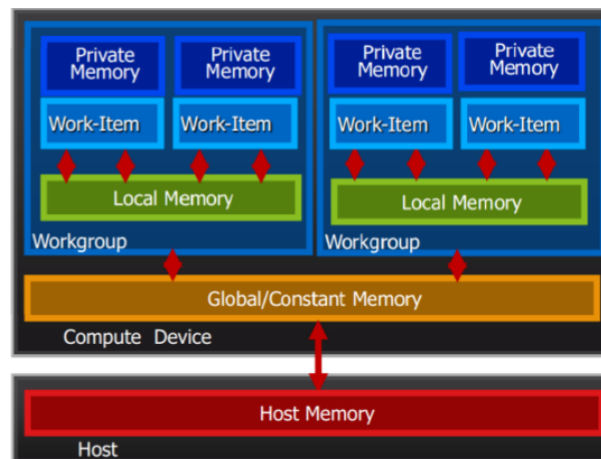 Private
Memory
Private
Memory
Private
Memory
Private
Memory
Work-Item
Work-Item
Work-Item
Work-Item
Local Memory
Local Memory
Workgroup
Workgroup
Global/Constant Memory
Compute Device
Host Memory
Host